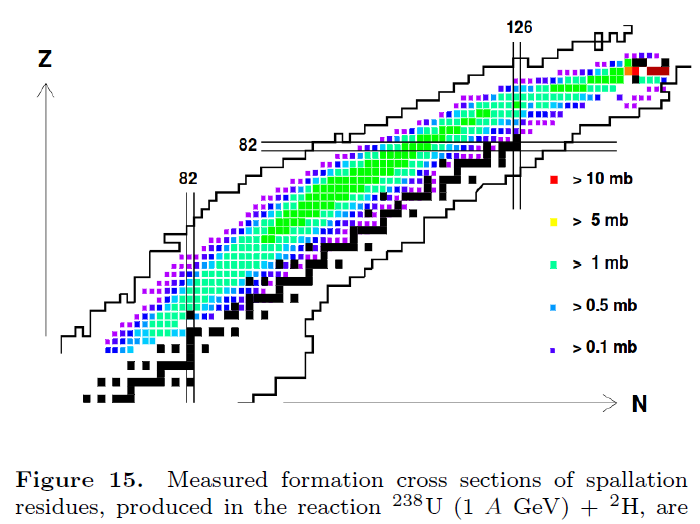 126
Z
82
82
> 10 mb
> 5 mb
> 1 mb
> 0.5 mb
> 0.1 mb
N
Figure 15. Measured formation cross sections of spallation
residues, produced in the reaction ²³⁸U (1 A GeV) + ²H, are